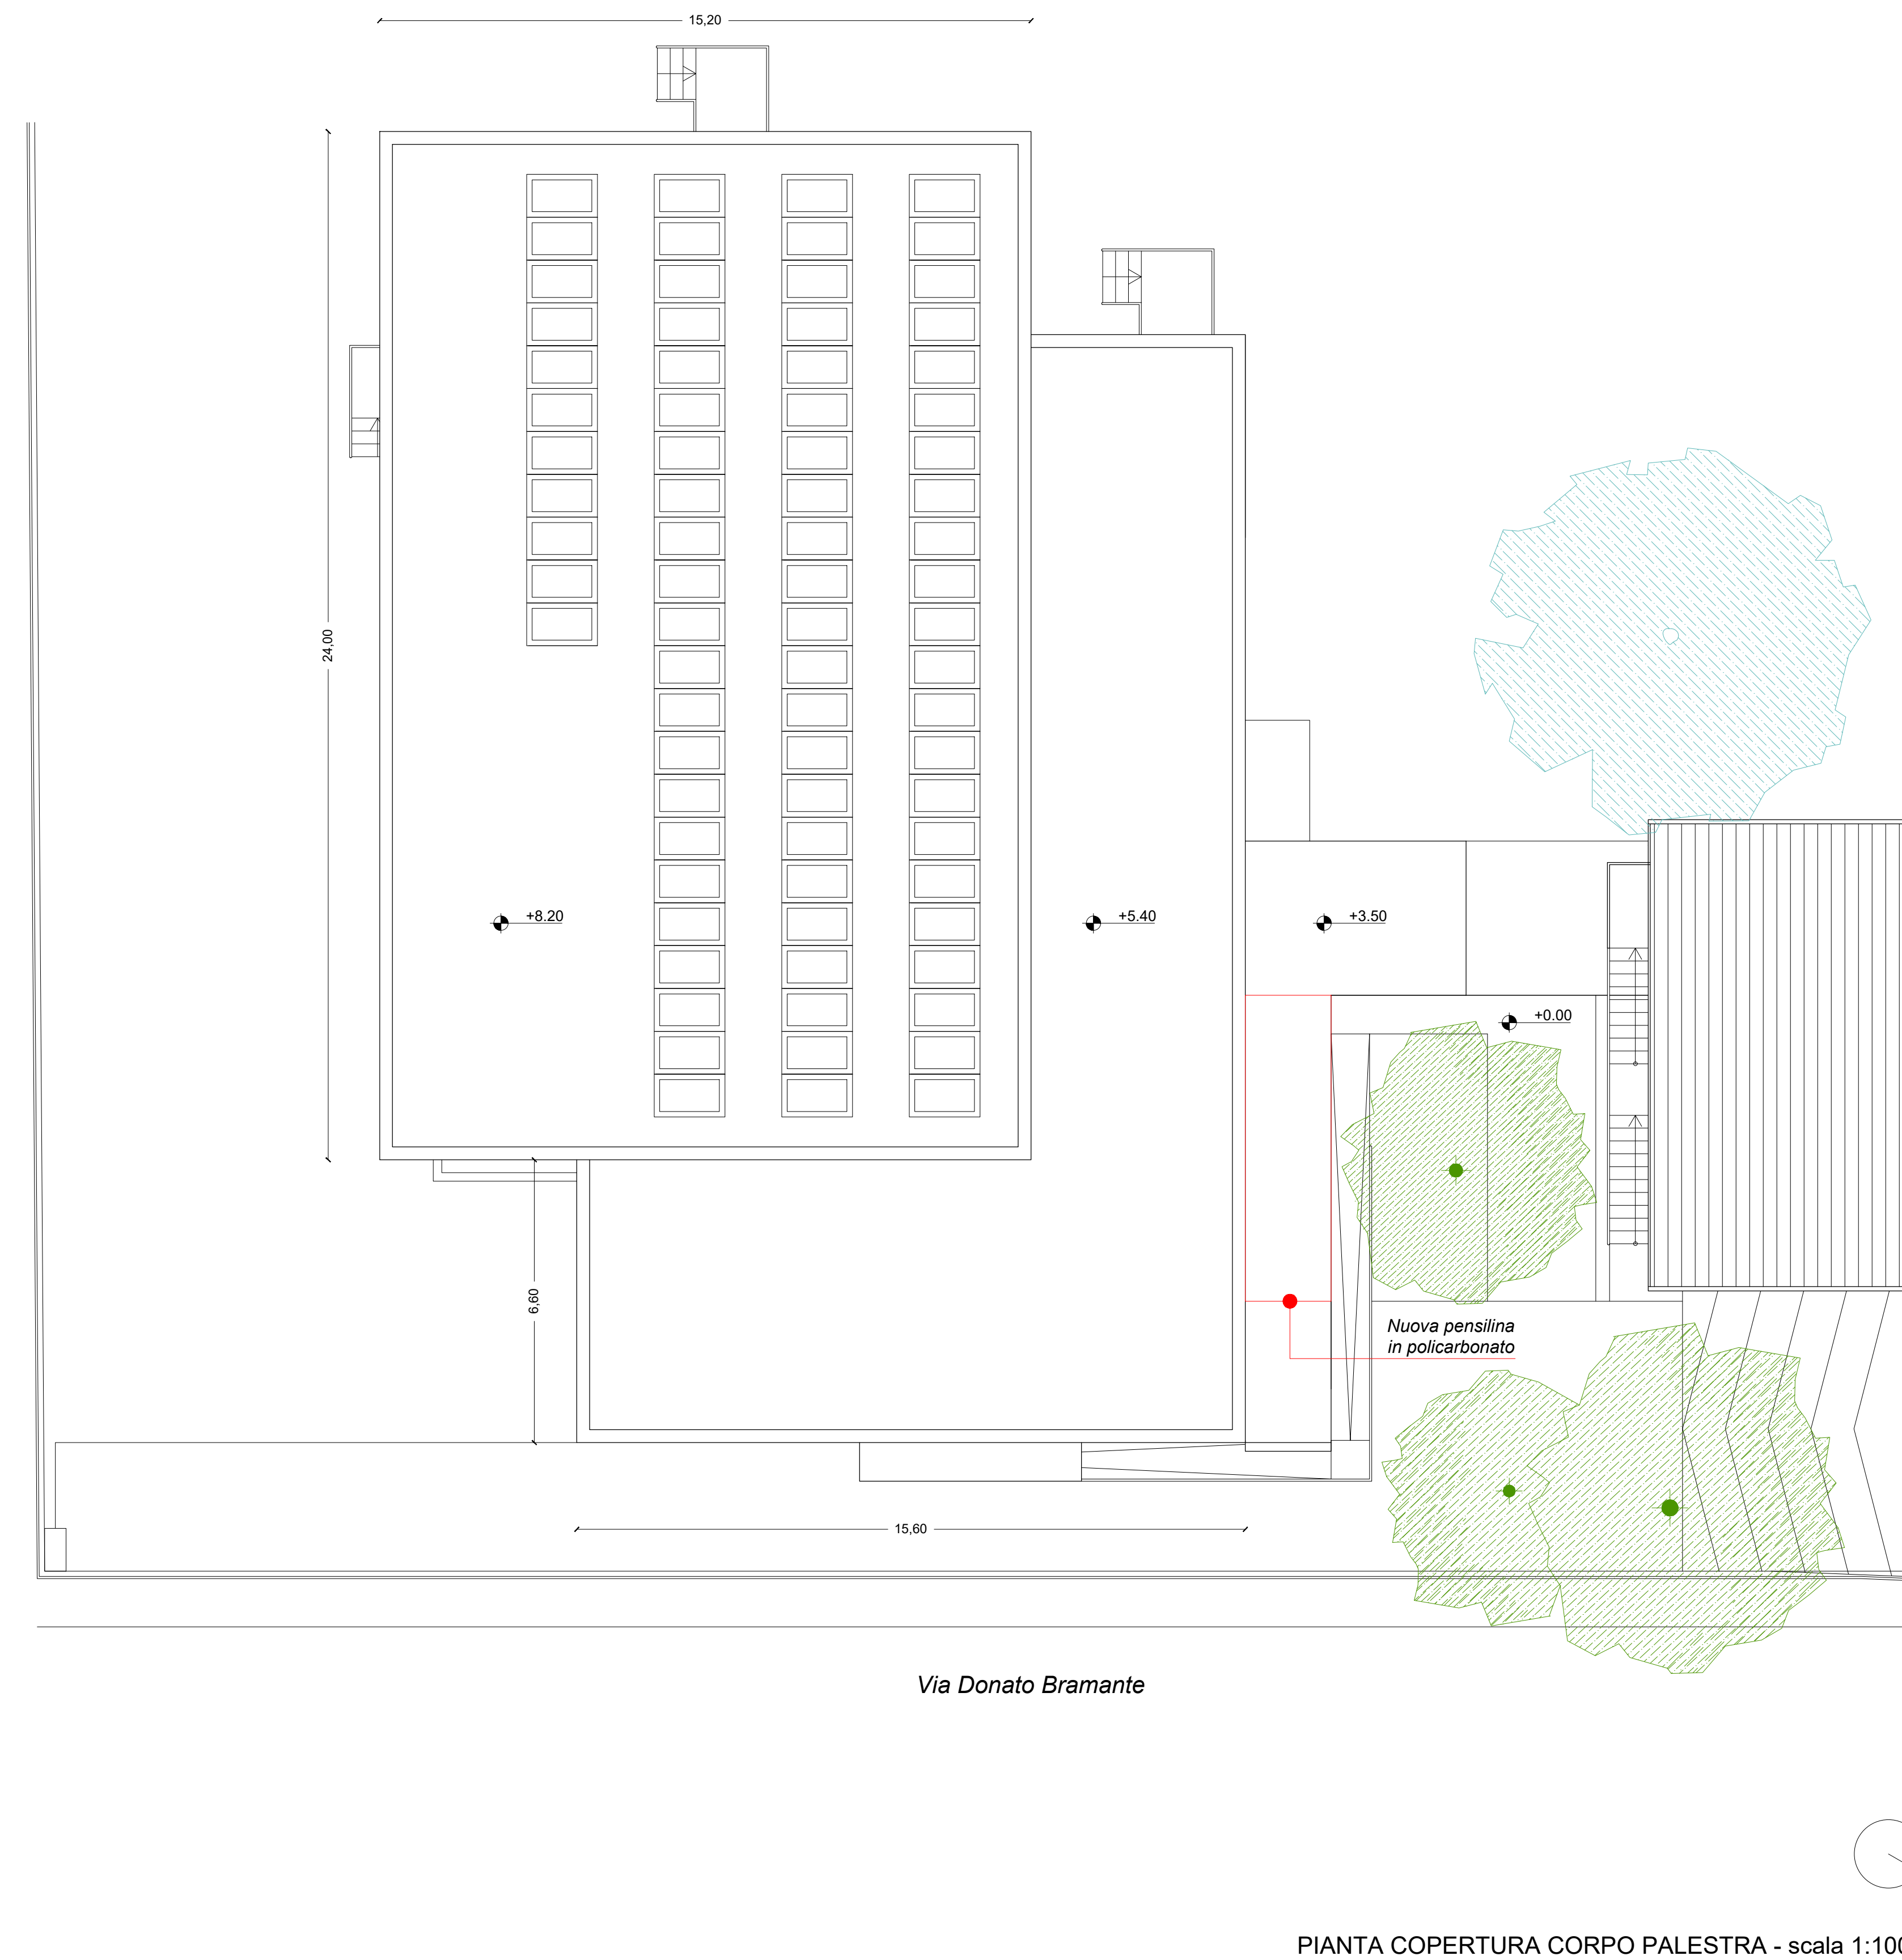 15,20
24,00
+8.20
+5.40
+3.50
+0.00
6,60
Nuova pensilina
in policarbonato
15,60
Via Donato Bramante
PIANTA COPERTURA CORPO PALESTRA - scala 1:100